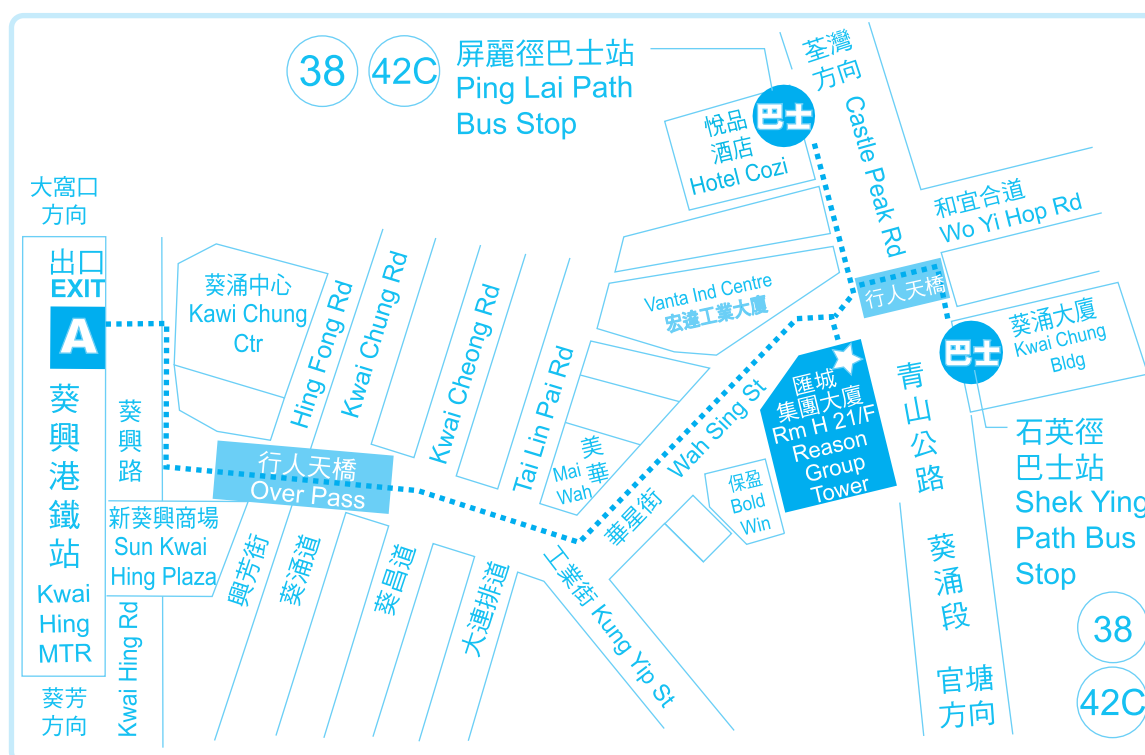 38
42C
屏麗徑巴士站
Ping Lai Path
Bus Stop
荃灣
方向
Castle Peak Rd
巴士
悅品
酒店
Hotel Cozi
和宜合道
Wo Yi Hop Rd
大窩口
方向
出口
EXIT
A
葵興港鐵站
Kwai
Hing
MTR
葵芳
方向
葵興路
Kwai Hing Rd
葵涌中心
Kawi Chung
Ctr
Hing Fong Rd
Kwai Chung Rd
Kwai Cheong Rd
Tai Lin Pai Rd
行人天橋
Over Pass
新葵興商場
Sun Kwai
Hing Plaza
興芳街
葵涌道
葵昌道
大連排道
工業街 Kung Yip St
美華
Mai
Wah
華星街 Wah Sing St
Vanta Ind Centre
宏達工業大廈
行人天橋
葵涌大廈
Kwai Chung
Bldg
巴士
匯城
集團大廈
Rm H 21/F
Reason
Group
Tower
保盈
Bold
Win
青山公路
葵涌段
官塘
方向
石英徑
巴士站
Shek Ying
Path Bus
Stop
38
42C